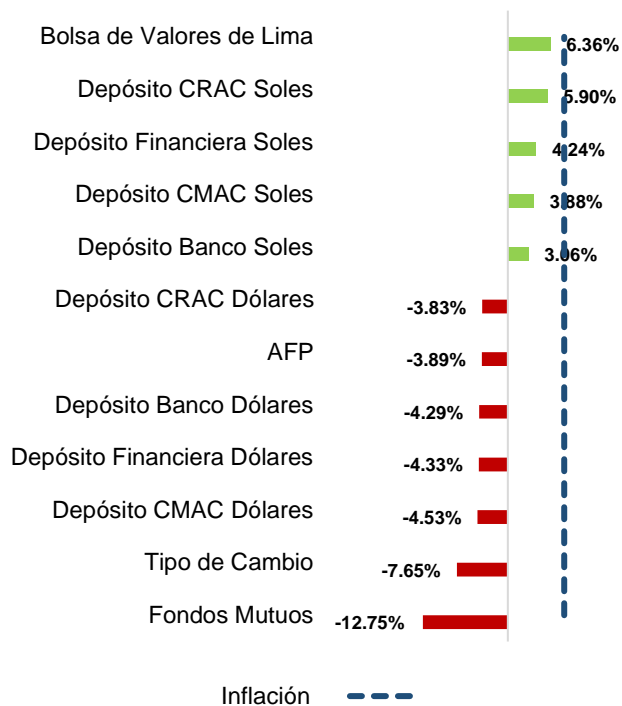 Bolsa de Valores de Lima 6.36%
Depósito CRAC Soles 5.90%
Depósito Financiera Soles 4.24%
Depósito CMAC Soles 3.88%
Depósito Banco Soles 3.06%
Depósito CRAC Dólares -3.83%
AFP -3.89%
Depósito Banco Dólares -4.29%
Depósito Financiera Dólares -4.33%
Depósito CMAC Dólares -4.53%
Tipo de Cambio -7.65%
Fondos Mutuos -12.75%
Inflación